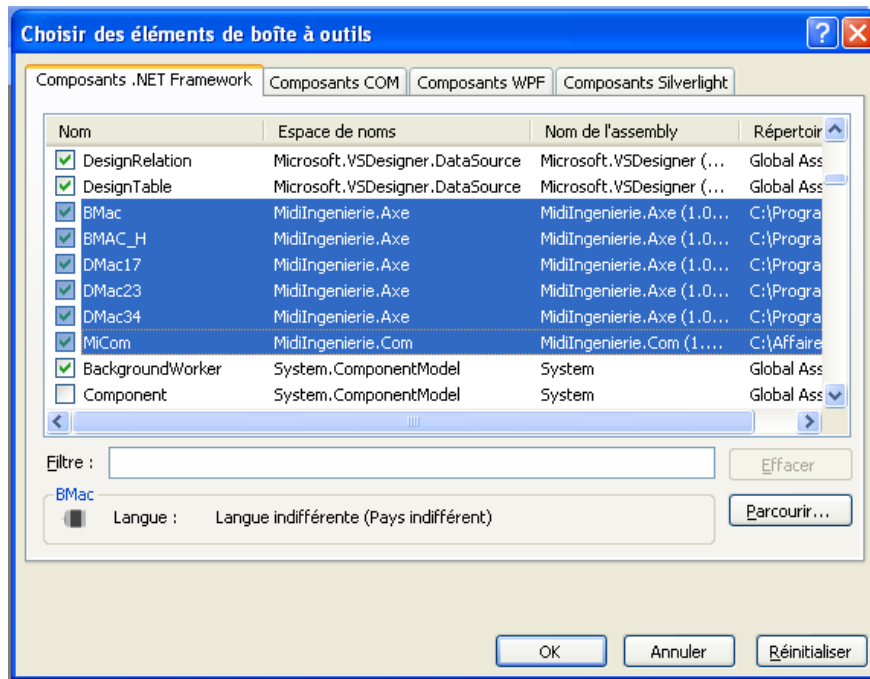 Choisir des éléments de boîte à outils
Composants .NET Framework Composants COM Composants WPF Composants Silverlight
Nom Espace de noms Nom de l'assembly Répertoir
DesignRelation Microsoft.VSDesigner.DataSource Microsoft.VSDesigner (... Global Ass
DesignTable Microsoft.VSDesigner.DataSource Microsoft.VSDesigner (... Global Ass
BMac MidiIngenierie.Axe MidiIngenierie.Axe (1.0... C:\Progra
BMAC_H MidiIngenierie.Axe MidiIngenierie.Axe (1.0... C:\Progra
DMac17 MidiIngenierie.Axe MidiIngenierie.Axe (1.0... C:\Progra
DMac23 MidiIngenierie.Axe MidiIngenierie.Axe (1.0... C:\Progra
DMac34 MidiIngenierie.Axe MidiIngenierie.Axe (1.0... C:\Progra
MiCom MidiIngenierie.Com MidiIngenierie.Com (1.... C:\Affaire
BackgroundWorker System.ComponentModel System Global Ass
Component System.ComponentModel System Global Ass
Filtre : Effacer
BMac
Langue : Langue indifférente (Pays indifférent) Parcourir...
OK Annuler Réinitialiser